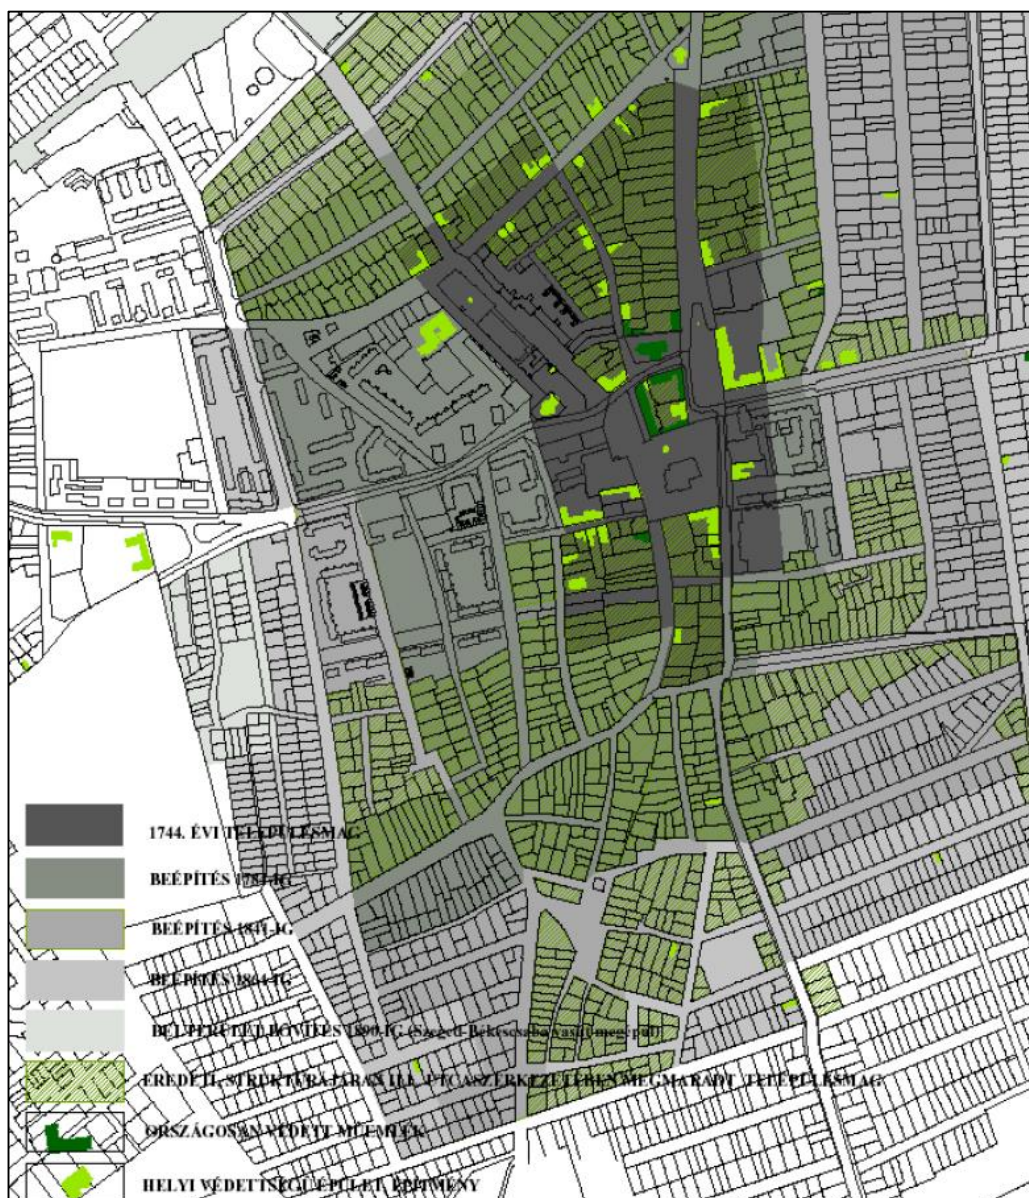 1744. ÉVI TELEPÜLÉSMAG
BEÉPÍTÉS 1784-IG
BEÉPÍTÉS 1841-IG
BEÉPÍTÉS 1864-IG
BELTERÜLET BŐVÍTÉS 1890-IG (Szeged-Békéscsaba vasút megépül)
EREDETI STRUKTÚRÁJÁBAN ILL. UTCASZERKEZETÉBEN MEGMARADT TELEPÜLÉSMAG
ORSZÁGOSAN VÉDETT MŰEMLÉK
HELYI VÉDETTSÉGŰ ÉPÜLET, ÉPÍTMÉNY